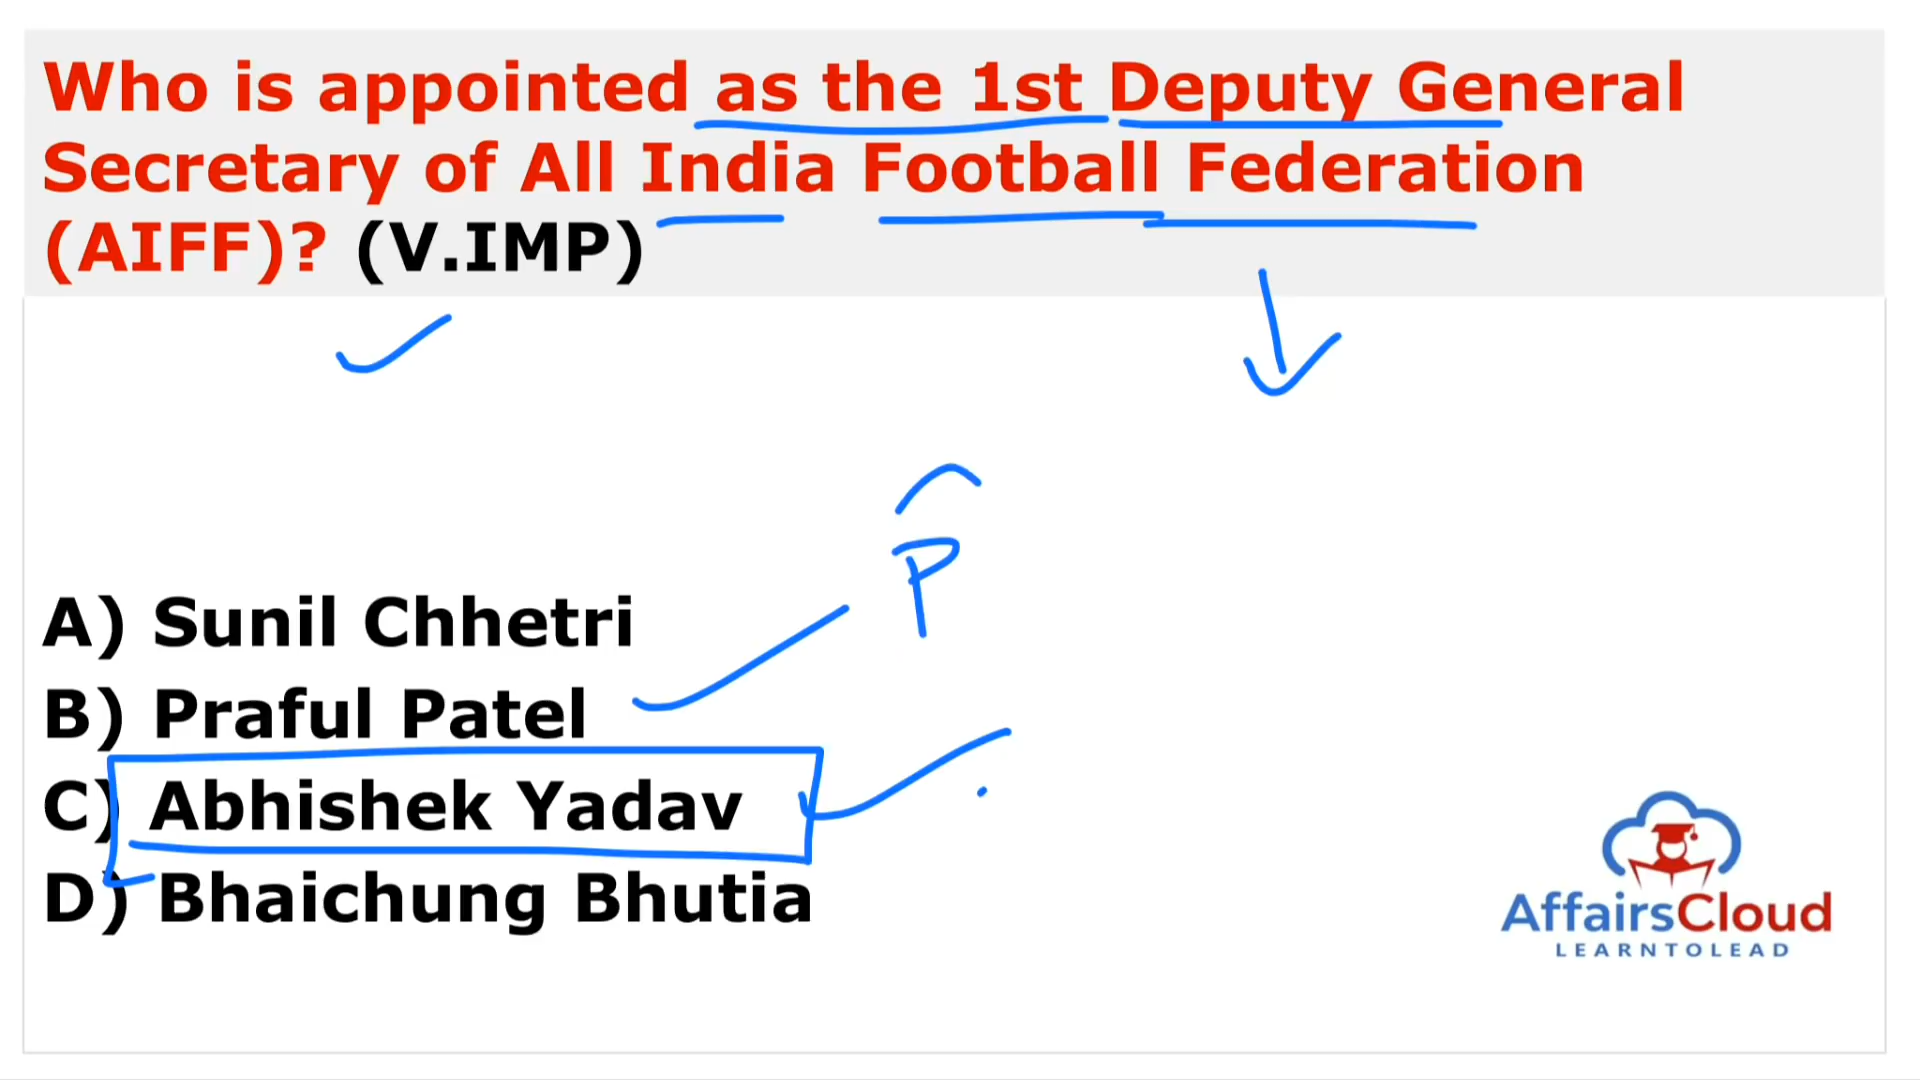 Who is appointed as the 1st Deputy General
Secretary of All India Football Federation
(AIFF)? (V.IMP)
P
A) Sunil Chhetri
B) Praful Patel
C) Abhishek Yadav
D) Bhaichung Bhutia
AffairsCloud
LEARNTOLEAD